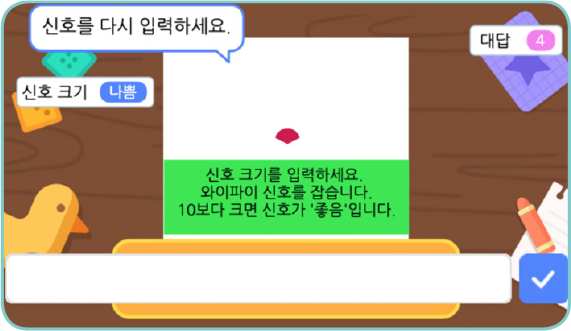 신호를 다시 입력하세요.
대답 4
신호 크기 나쁨
신호 크기를 입력하세요.
와이파이 신호를 잡습니다.
10보다 크면 신호가 '좋음'입니다.